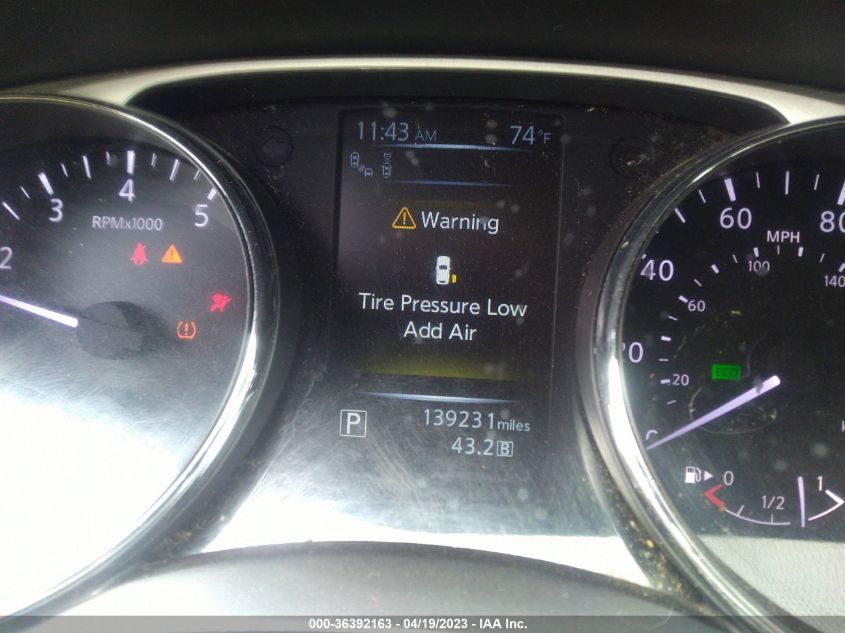 11:43 AM 74°F
Warning
Tire Pressure Low
Add Air
P 139231 miles
43.2 B
2 3 4 5
RPMx1000
0 20 40 60 80
MPH
20 60 100 140
ECO
0 1/2 1
000-36392163 - 04/19/2023 - IAA Inc.